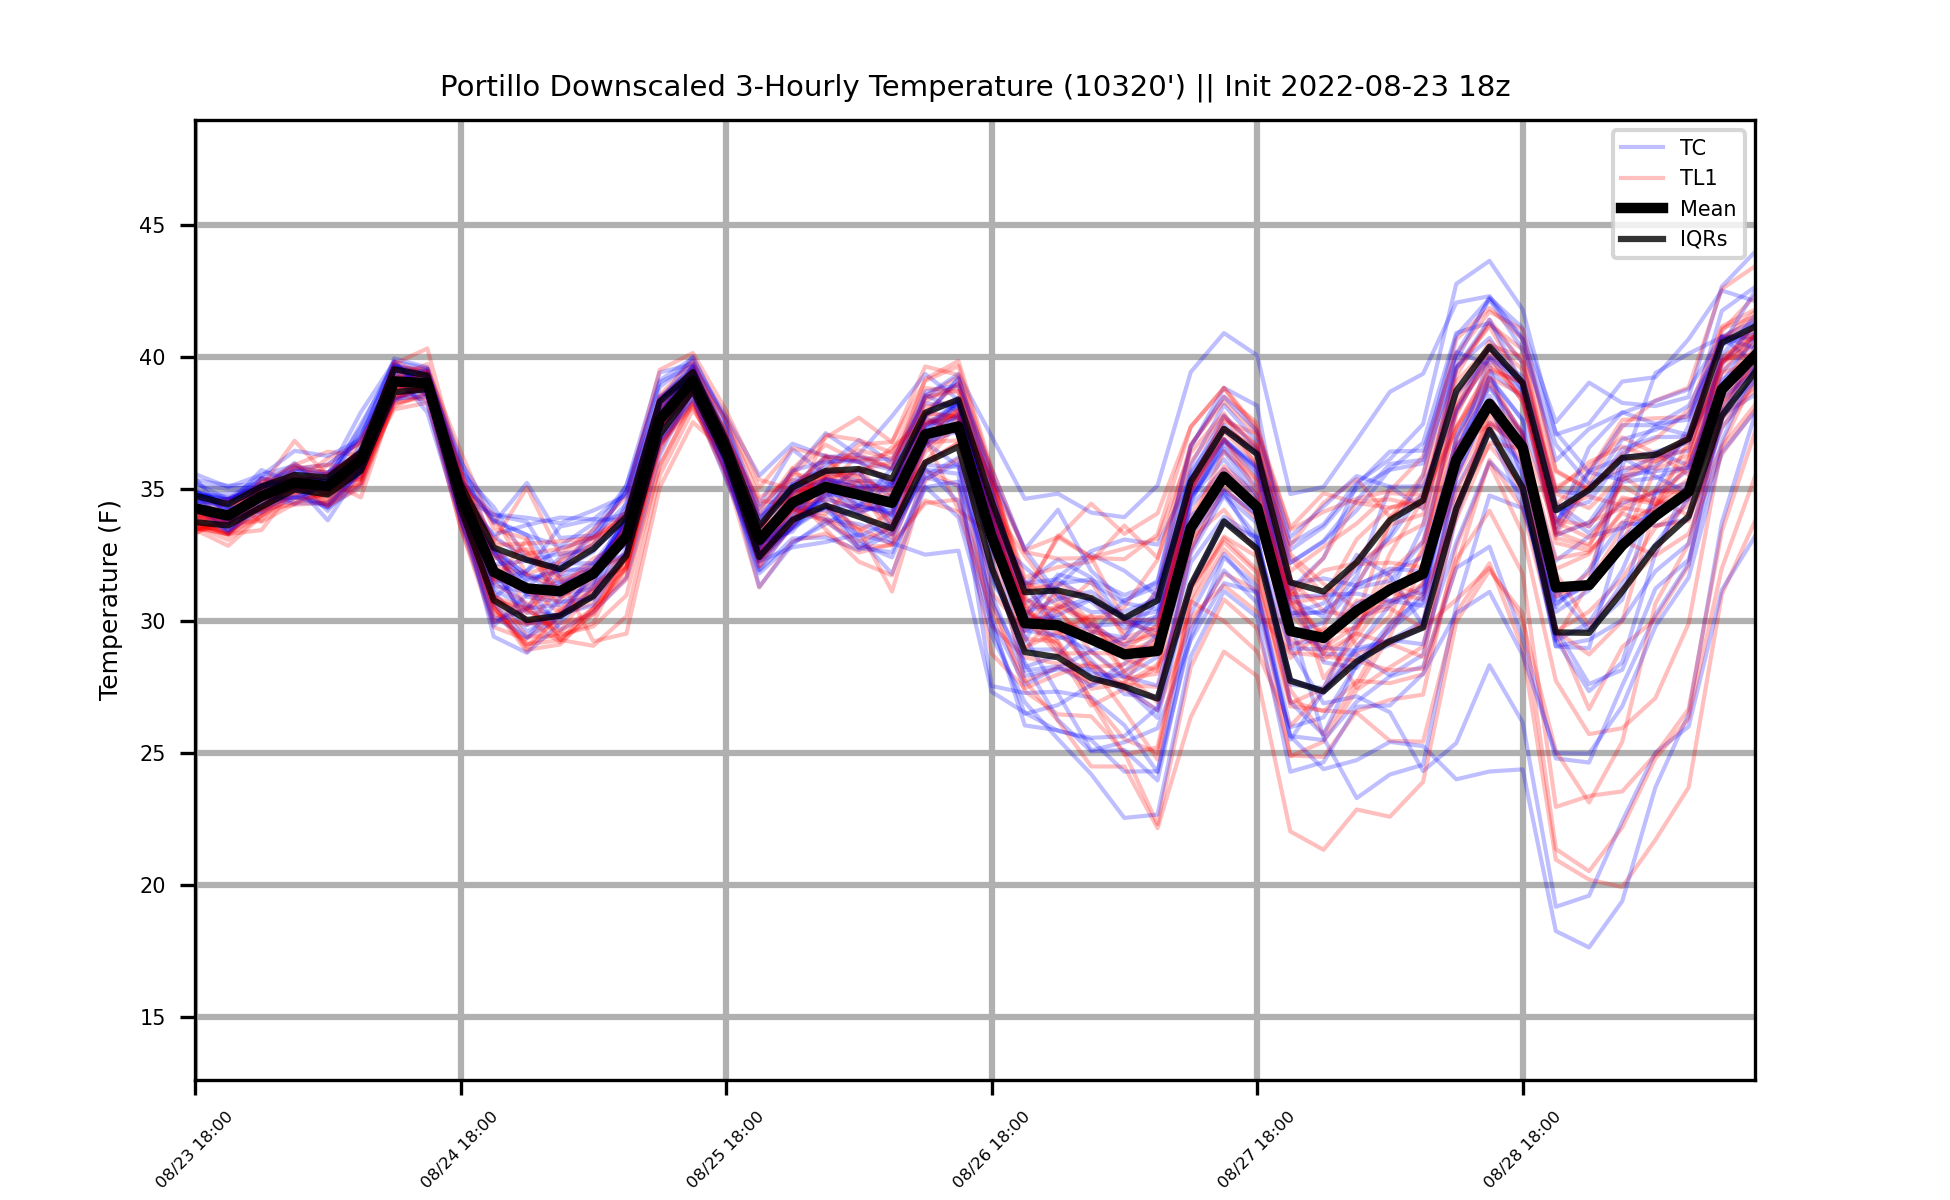 Portillo Downscaled 3-Hourly Temperature (10320') || Init 2022-08-23 18z
TC
TL1
Mean
IQRs
Temperature (F)
45
40
35
30
25
20
15
08/23 18:00
08/24 18:00
08/25 18:00
08/26 18:00
08/27 18:00
08/28 18:00